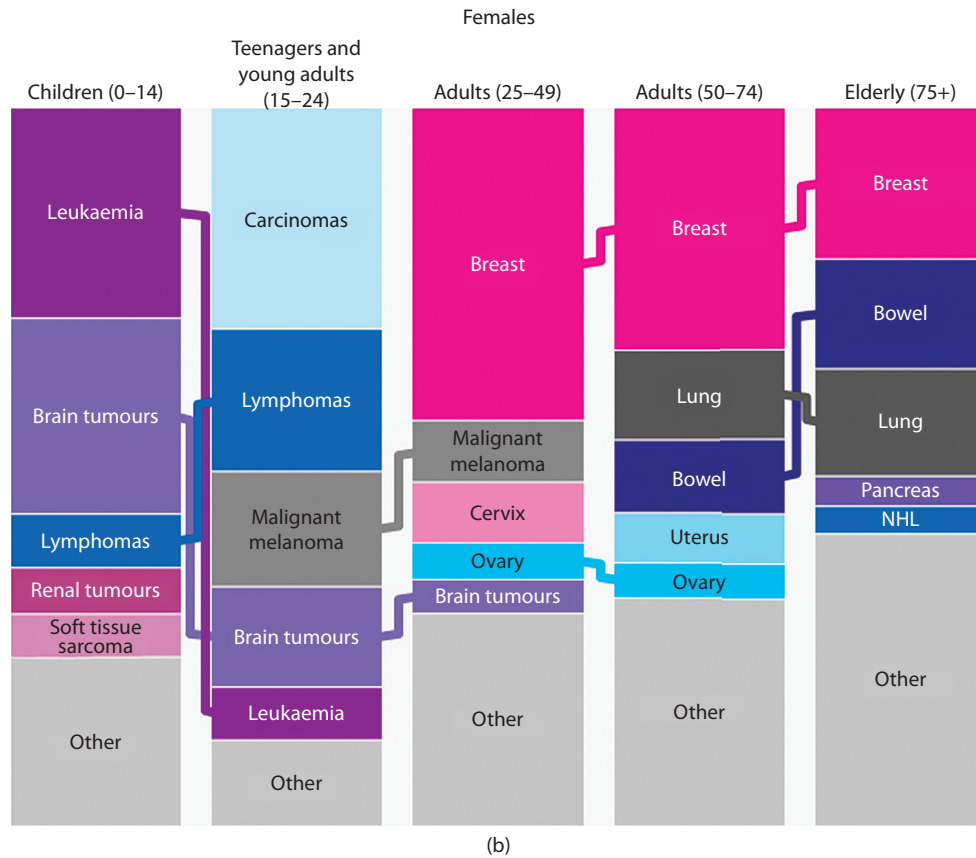 Females
Children (0–14)
Teenagers and
young adults
(15–24)
Adults (25–49)
Adults (50–74)
Elderly (75+)
Leukaemia
Brain tumours
Lymphomas
Renal tumours
Soft tissue
sarcoma
Other
Carcinomas
Lymphomas
Malignant
melanoma
Brain tumours
Leukaemia
Other
Breast
Malignant
melanoma
Cervix
Ovary
Brain tumours
Other
Breast
Lung
Bowel
Uterus
Ovary
Other
Breast
Bowel
Lung
Pancreas
NHL
Other
(b)